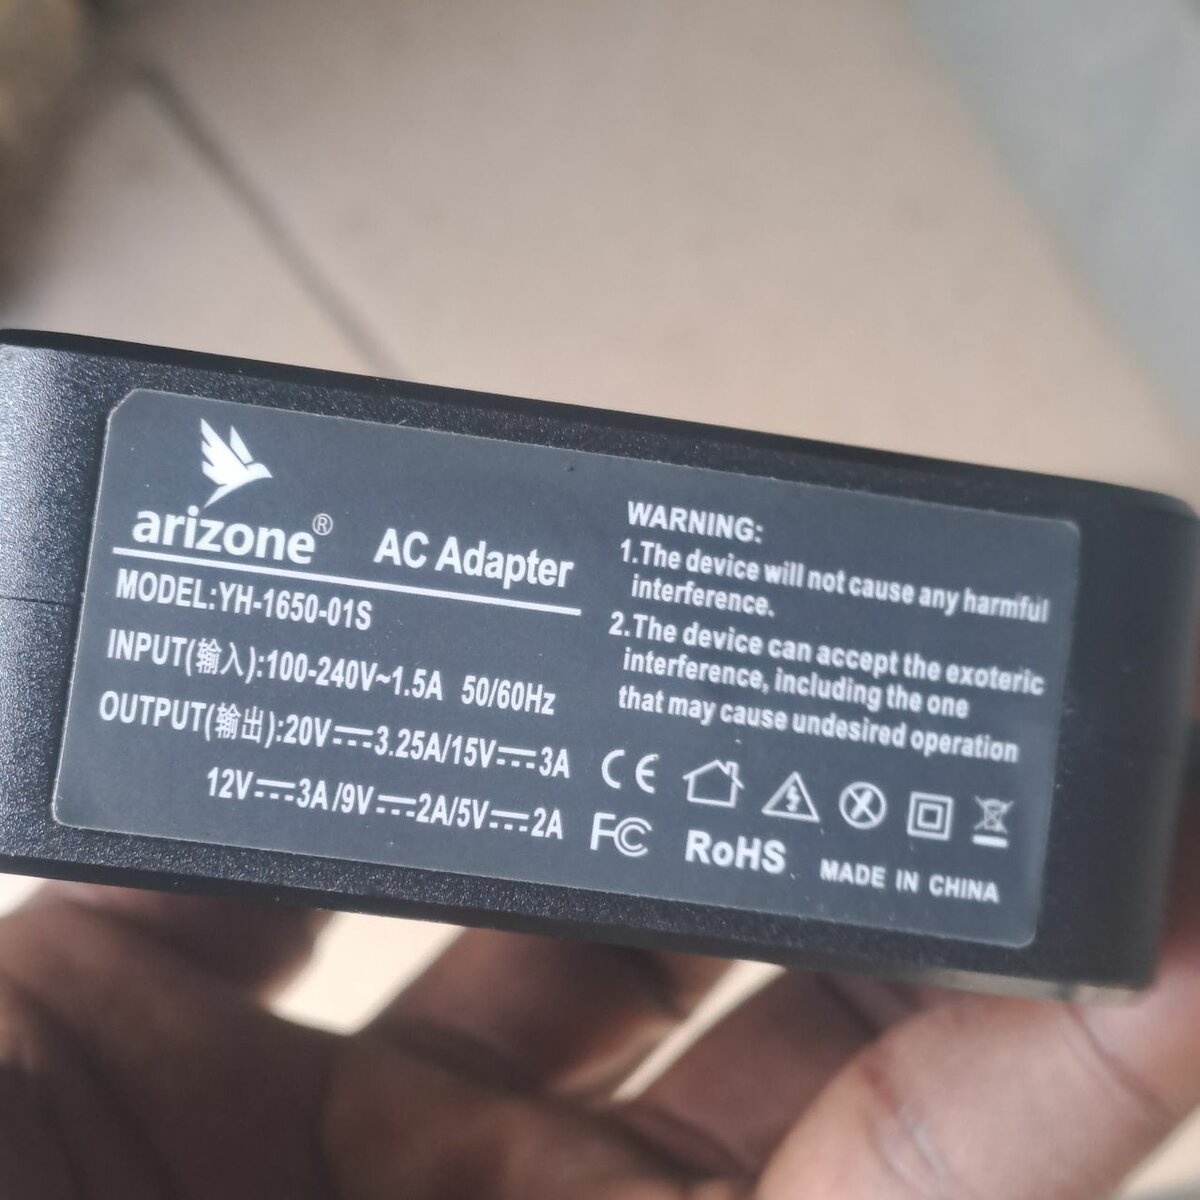 arizone® AC Adapter
MODEL:YH-1650-01S
INPUT(输入):100-240V~1.5A 50/60Hz
OUTPUT(输出):20V⎓3.25A/15V⎓3A
12V⎓3A/9V⎓2A/5V⎓2A
WARNING:
1.The device will not cause any harmful
interference.
2.The device can accept the exoteric
interference, including the one
that may cause undesired operation
CE
FC RoHS MADE IN CHINA